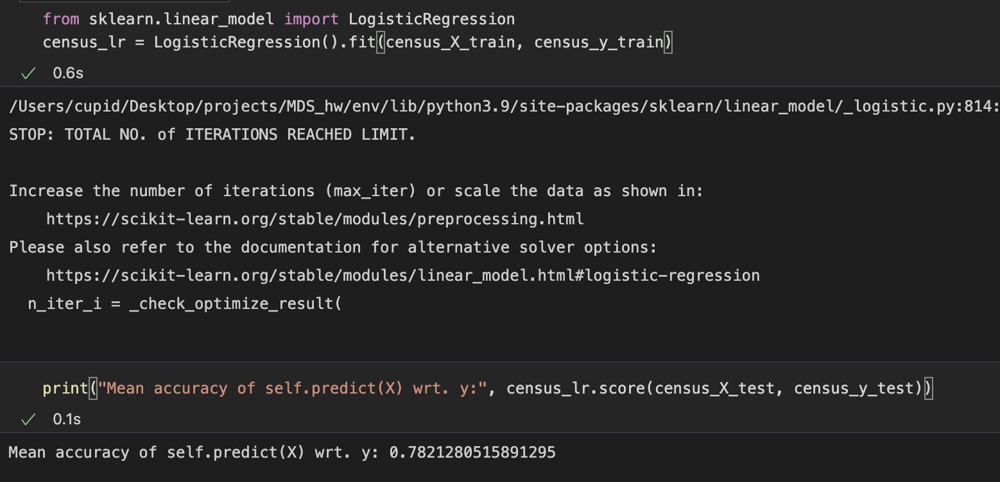 from sklearn.linear_model import LogisticRegression
census_lr = LogisticRegression().fit(census_X_train, census_y_train)
0.6s
/Users/cupid/Desktop/projects/MDS_hw/env/lib/python3.9/site-packages/sklearn/linear_model/_logistic.py:814:
STOP: TOTAL NO. of ITERATIONS REACHED LIMIT.
Increase the number of iterations (max_iter) or scale the data as shown in:
https://scikit-learn.org/stable/modules/preprocessing.html
Please also refer to the documentation for alternative solver options:
https://scikit-learn.org/stable/modules/linear_model.html#logistic-regression
n_iter_i = _check_optimize_result(
print("Mean accuracy of self.predict(X) wrt. y:", census_lr.score(census_X_test, census_y_test))
0.1s
Mean accuracy of self.predict(X) wrt. y: 0.7821280515891295